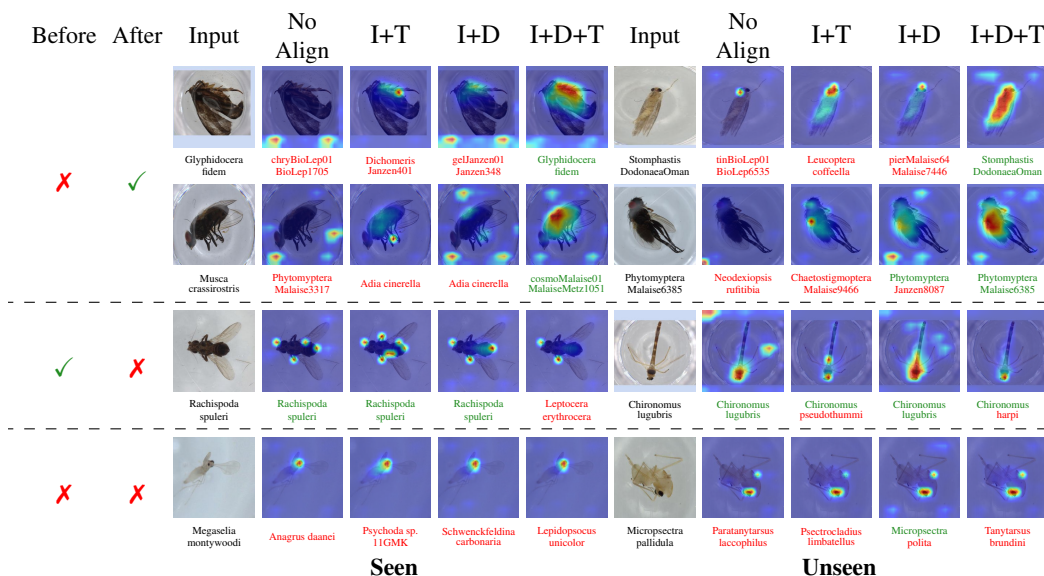 Before After Input No Align I+T I+D I+D+T Input No Align I+T I+D I+D+T
Glyphidocera fidem chryBioLep01 BioLep1705 Dichomeris Janzen401 gelJanzen01 Janzen348 Glyphidocera fidem Stomphastis DodonaeaOman tinBioLep01 BioLep6535 Leucoptera coffeella pierMalaise64 Malaise7446 Stomphastis DodonaeaOman
✗ ✓
Musca crassirostris Phytomyptera Malaise3317 Adia cinerella Adia cinerella cosmoMalaise01 MalaiseMetz1051 Phytomyptera Malaise6385 Neodexiopsis rufitibia Chaetostigmoptera Malaise9466 Phytomyptera Janzen8087 Phytomyptera Malaise6385
✓ ✗
Rachispoda spuleri Rachispoda spuleri Rachispoda spuleri Rachispoda spuleri Leptocera erythrocera Chironomus lugubris Chironomus lugubris Chironomus pseudothummi Chironomus lugubris Chironomus harpi
✗ ✗
Megaselia montywoodi Anagrus daanei Psychoda sp. 11GMK Schwenckfeldina carbonaria Lepidopsocus unicolor Micropsectra pallidula Paratanytarsus laccophilus Psectrocladius limbatellus Micropsectra polita Tanytarsus brundini
Seen Unseen